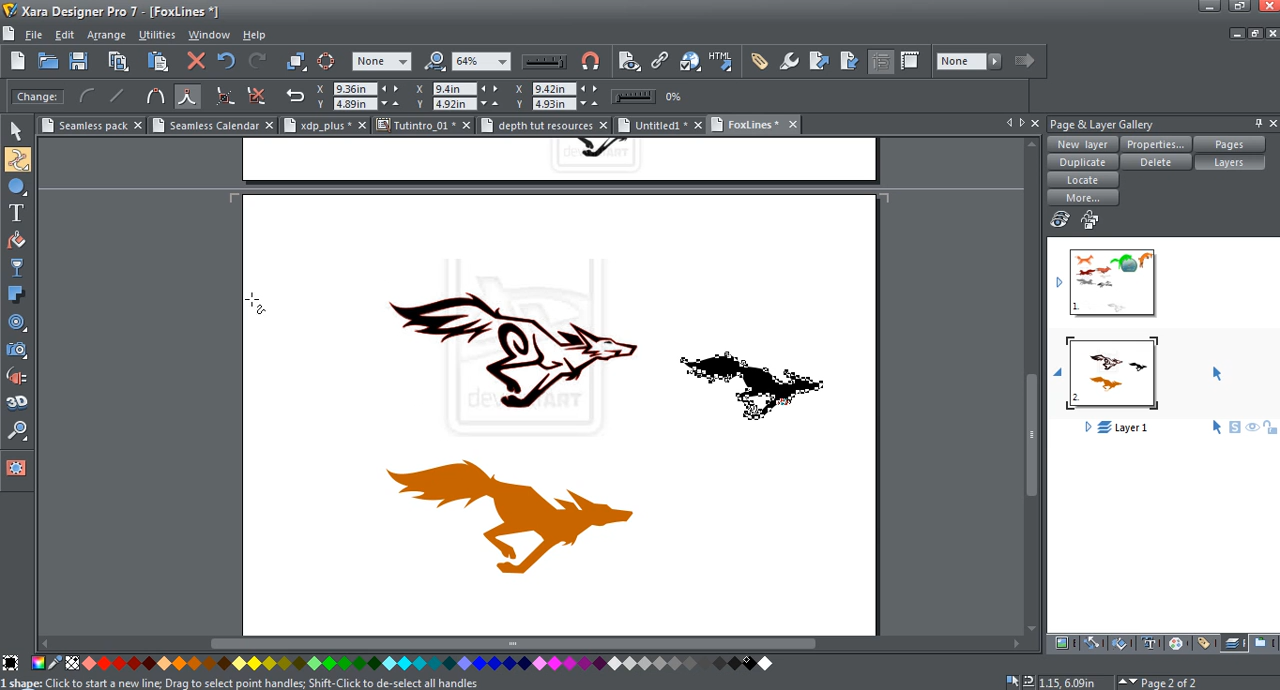 Xara Designer Pro 7 - [FoxLines *]
File Edit Arrange Utilities Window Help
None 64% HTML None
Change: X 9.36in X 9.4in X 9.42in 0%
Y 4.89in Y 4.92in Y 4.93in
Seamless pack Seamless Calendar xdp_plus * Tutintro_01 * depth tut resources Untitled1 * FoxLines * Page & Layer Gallery
New layer Properties... Pages
Duplicate Delete Layers
Locate
More...
1.
2.
Layer 1
3D
1 shape: Click to start a new line; Drag to select point handles; Shift-Click to de-select all handles 1.15, 6.09in Page 2 of 2